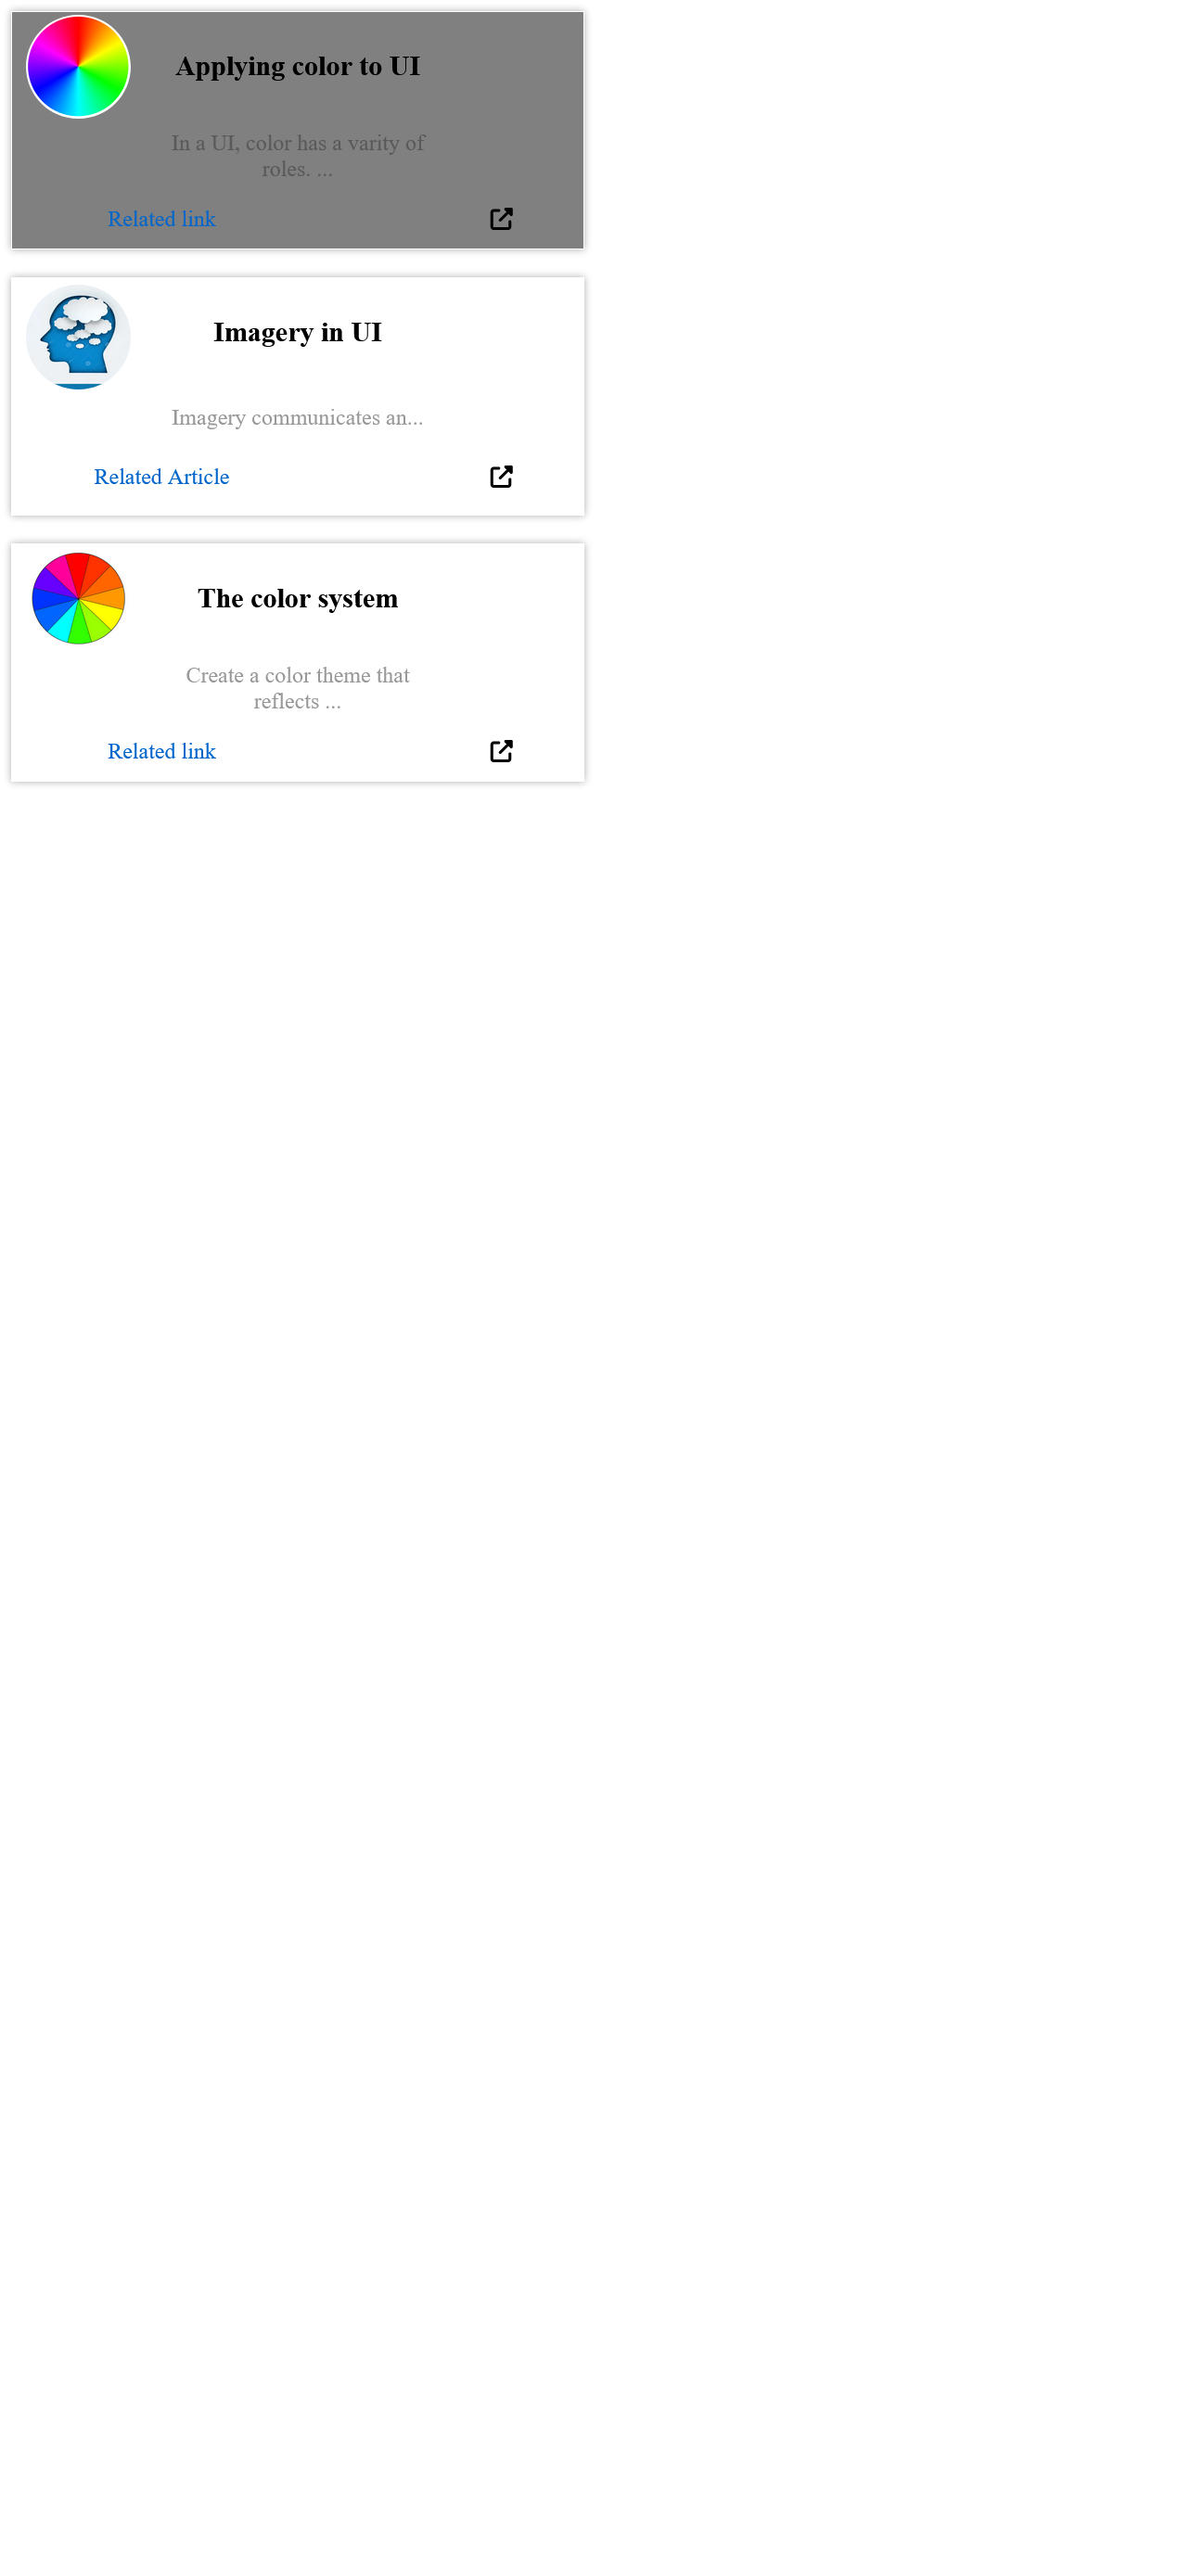 Applying color to UI
In a UI, color has a varity of
roles. ...
Related link
Imagery in UI
Imagery communicates an...
Related Article
The color system
Create a color theme that
reflects ...
Related link